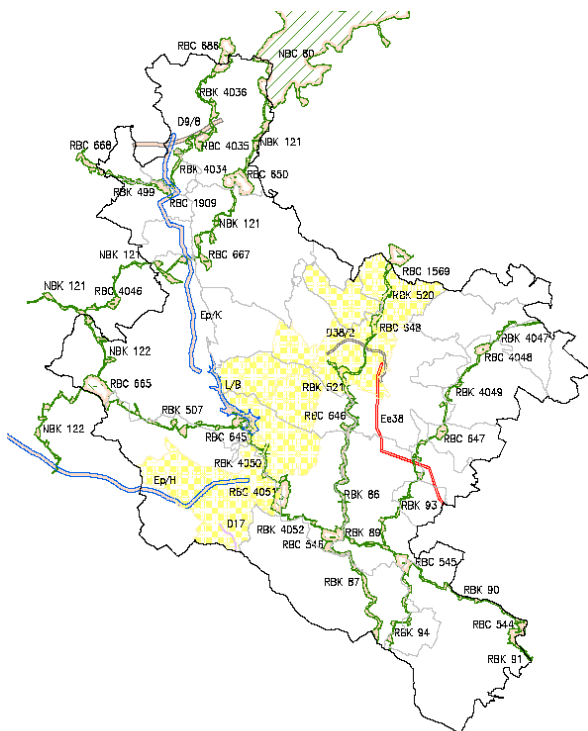 RBC 686
NBC 60
RBK 4036
D9/8
RBC 4035
NBK 121
RBC 668
RBK 4034
RBC 650
RBK 499
RBC 1909
NBK 121
RBC 667
NBK 121
RBC 1569
NBK 121
RBK 520
RBC 4046
Ep/K
RBC 648
D38/2
RBK 4047
NBK 122
RBC 4048
RBC 665
L/B
RBK 521
RBK 4049
RBK 507
RBC 646
Ee38
NBK 122
RBC 645
RBC 647
RBK 4050
Ep/H
RBC 4051
RBK 86
RBK 93
D17
RBK 4052
RBK 89
RBC 546
RBC 545
RBK 87
RBK 90
RBC 544
RBK 94
RBK 91